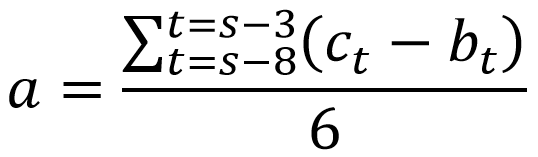 $a = \frac{\sum_{t=s-8}^{t=s-3}(c_t - b_t)}{6}$